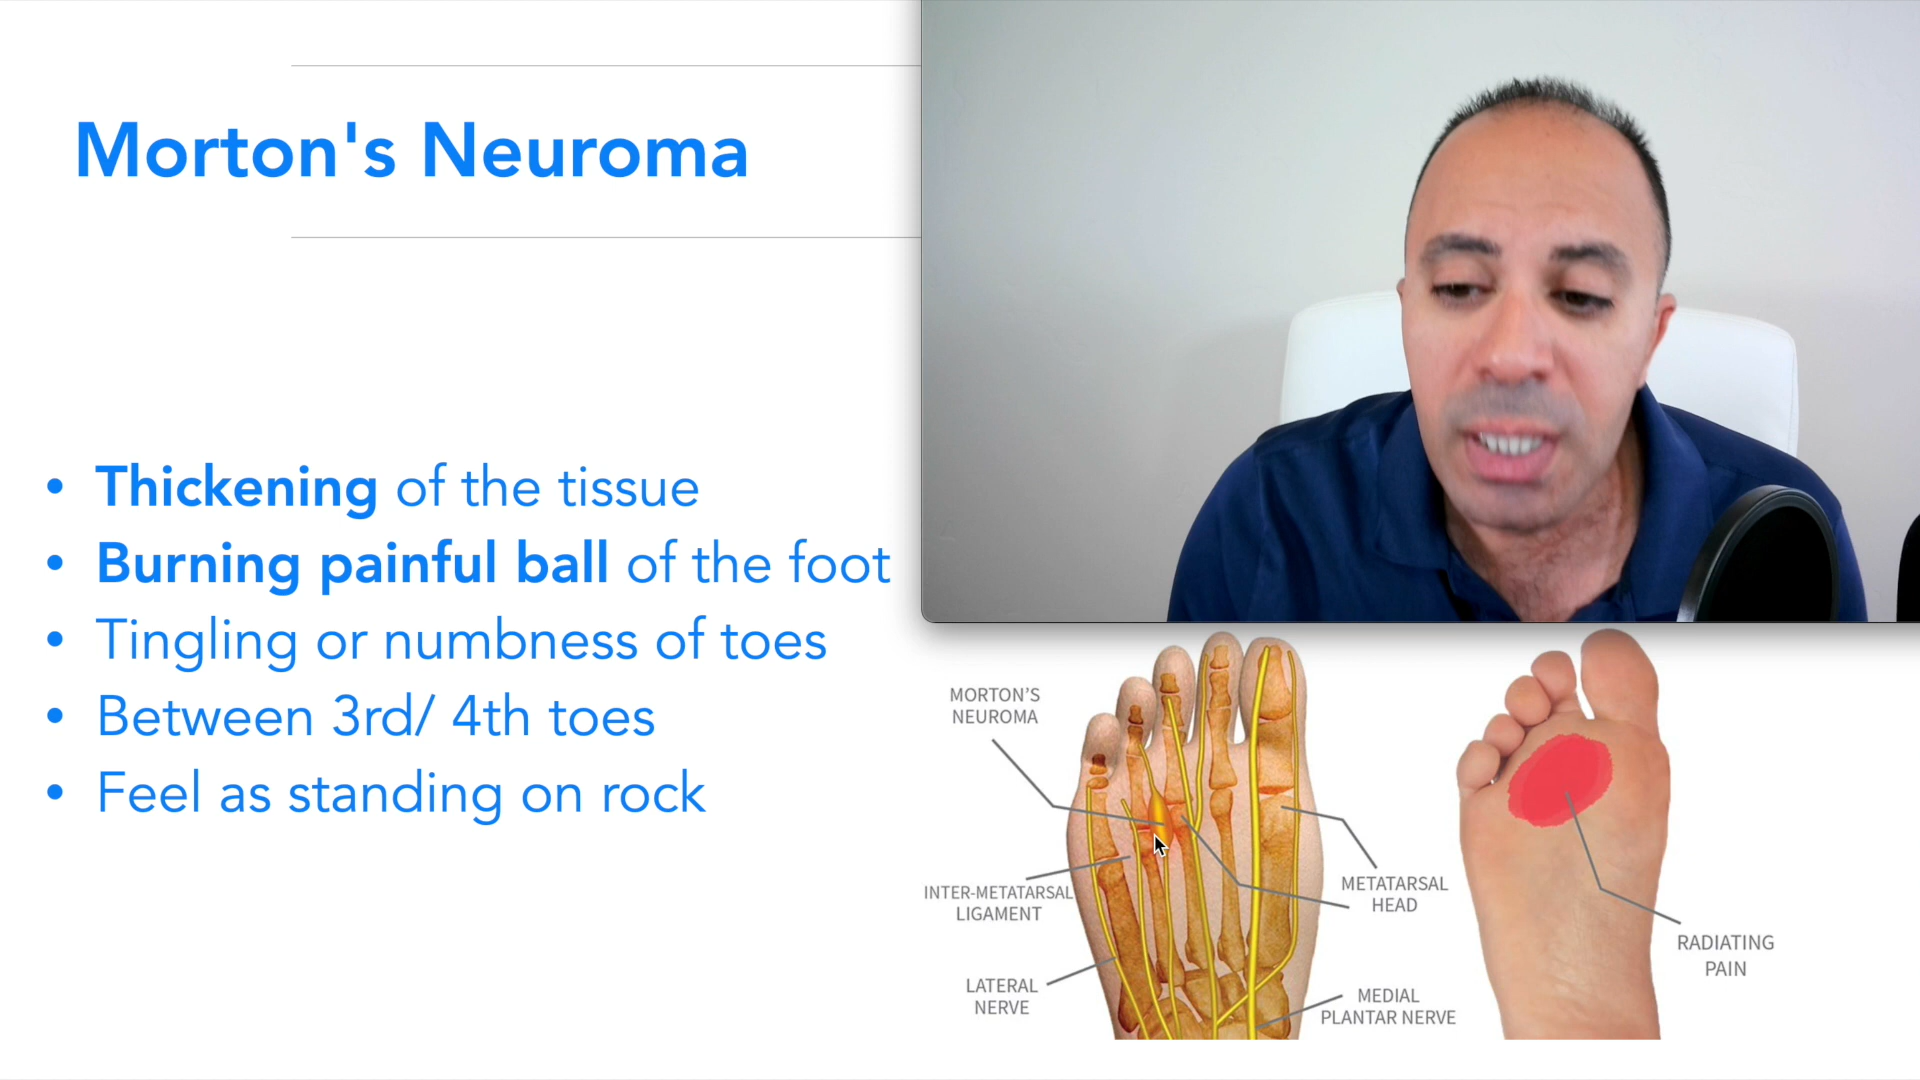 Morton's Neuroma
• Thickening of the tissue
• Burning painful ball of the foot
• Tingling or numbness of toes
• Between 3rd/ 4th toes
• Feel as standing on rock
MORTON'S
NEUROMA
INTER-METATARSAL
LIGAMENT
LATERAL
NERVE
METATARSAL
HEAD
MEDIAL
PLANTAR NERVE
RADIATING
PAIN